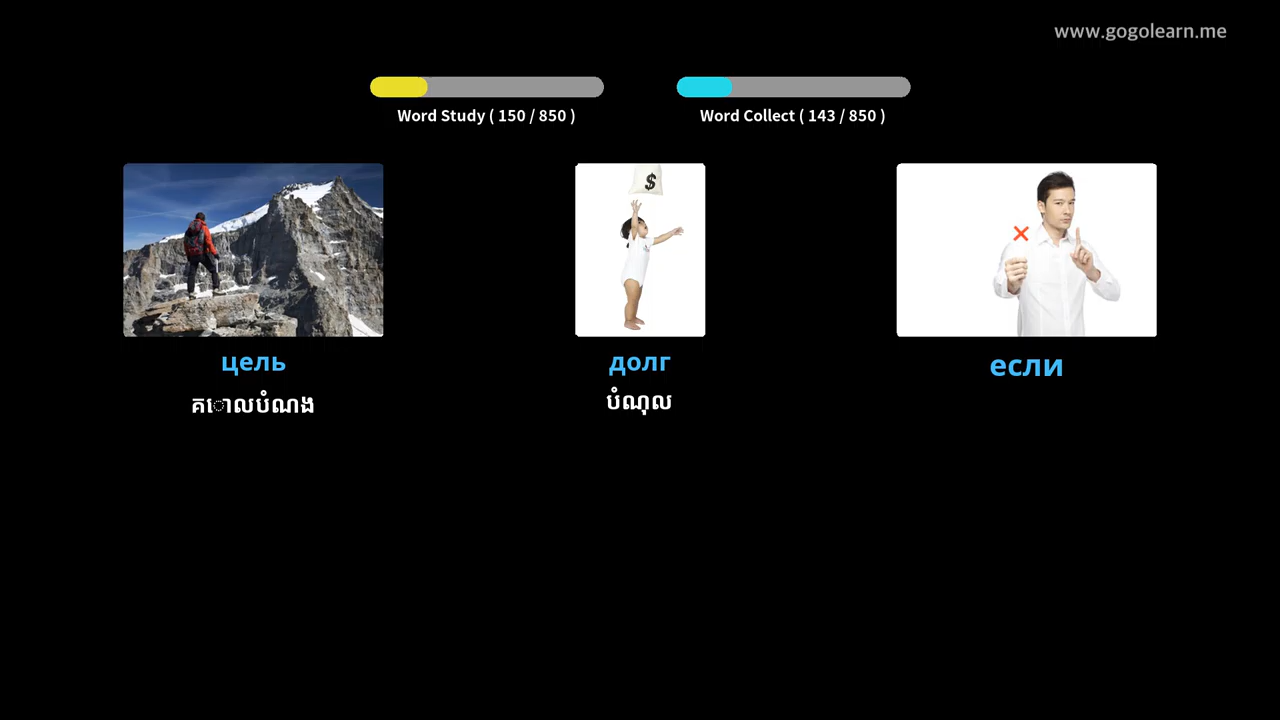 www.gogolearn.me
Word Study ( 150 / 850 )
Word Collect ( 143 / 850 )
$
цель
долг
если
គោលបំណង
បំណុល